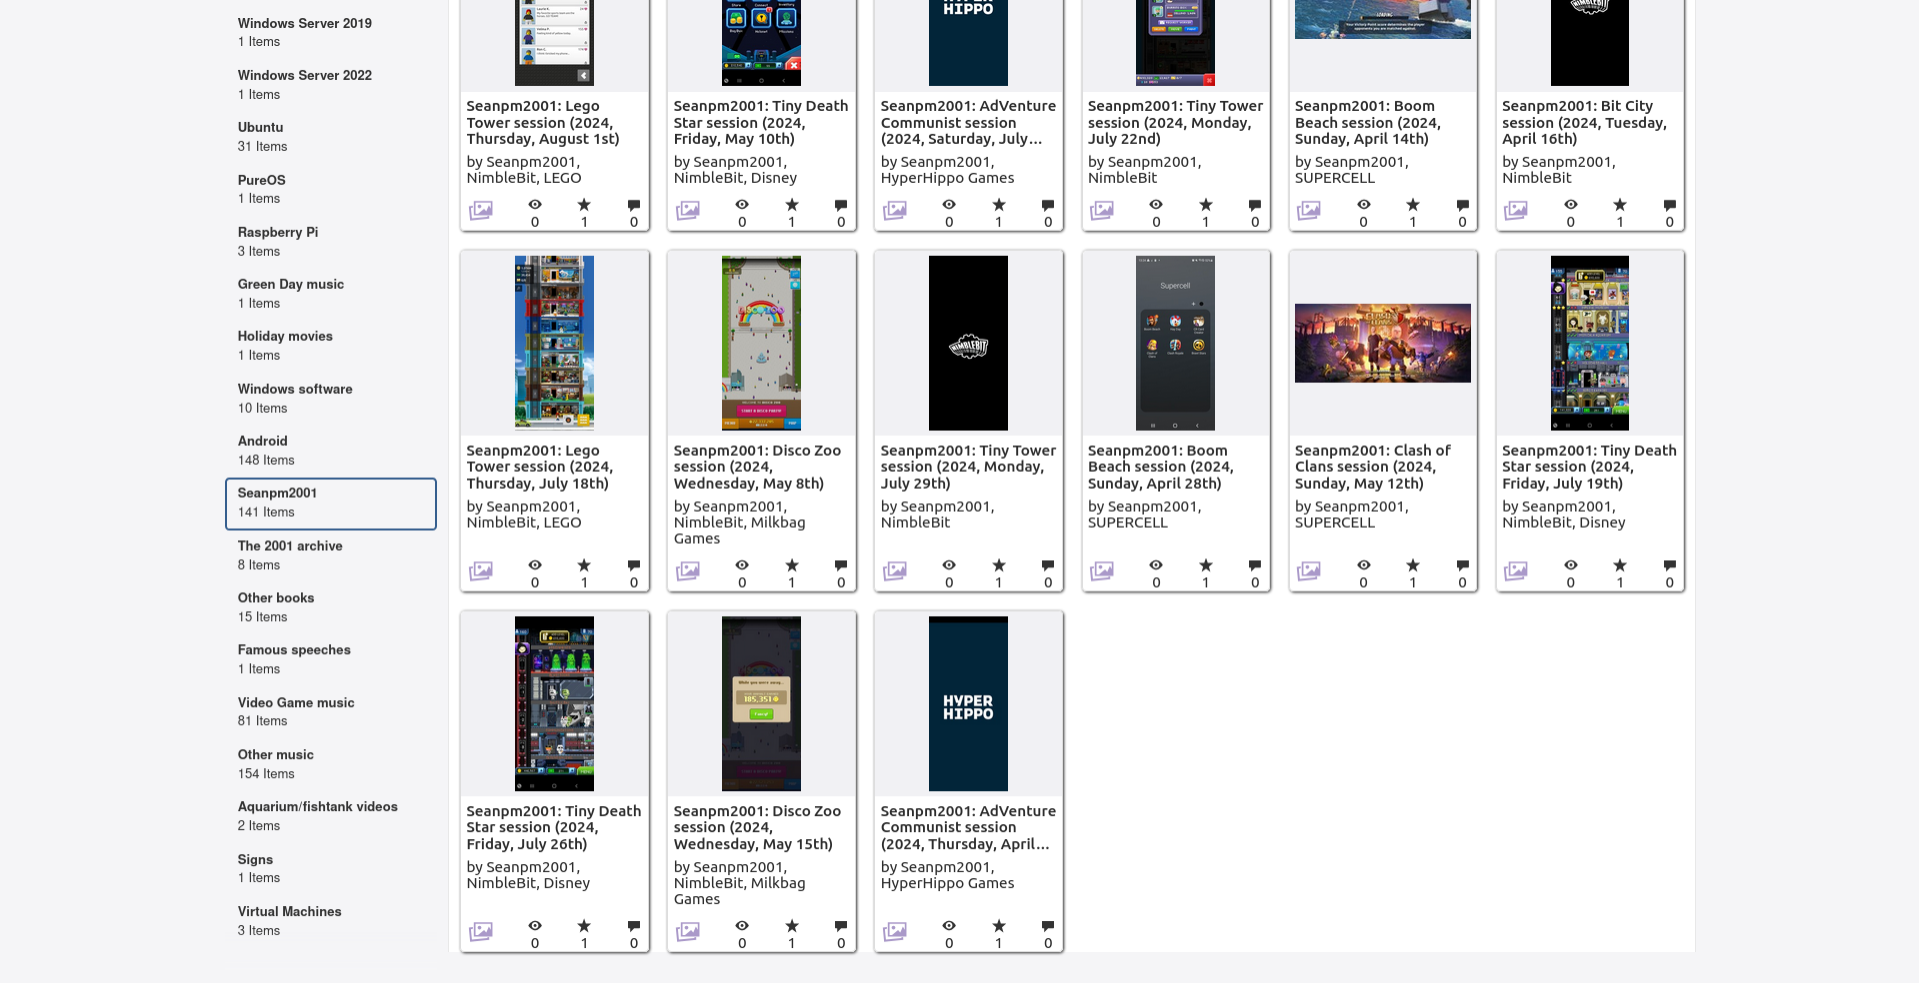 Windows Server 2019
1 Items
Windows Server 2022
1 Items
Ubuntu
31 Items
PureOS
1 Items
Raspberry Pi
3 Items
Green Day music
1 Items
Holiday movies
1 Items
Windows software
10 Items
Android
148 Items
Seanpm2001
141 Items
The 2001 archive
8 Items
Other books
15 Items
Famous speeches
1 Items
Video Game music
81 Items
Other music
154 Items
Aquarium/fishtank videos
2 Items
Signs
1 Items
Virtual Machines
3 Items
HIPPO
Seanpm2001: Lego
Tower session (2024,
Thursday, August 1st)
by Seanpm2001,
NimbleBit, LEGO
0 1 0
Seanpm2001: Tiny Death
Star session (2024,
Friday, May 10th)
by Seanpm2001,
NimbleBit, Disney
0 1 0
Seanpm2001: AdVenture
Communist session
(2024, Saturday, July...
by Seanpm2001,
HyperHippo Games
0 1 0
Seanpm2001: Tiny Tower
session (2024, Monday,
July 22nd)
by Seanpm2001,
NimbleBit
0 1 0
Seanpm2001: Boom
Beach session (2024,
Sunday, April 14th)
by Seanpm2001,
SUPERCELL
0 1 0
Seanpm2001: Bit City
session (2024, Tuesday,
April 16th)
by Seanpm2001,
NimbleBit
0 1 0
Seanpm2001: Lego
Tower session (2024,
Thursday, July 18th)
by Seanpm2001,
NimbleBit, LEGO
0 1 0
DISCO ZOO
Seanpm2001: Disco Zoo
session (2024,
Wednesday, May 8th)
by Seanpm2001,
NimbleBit, Milkbag
Games
0 1 0
NIMBLEBIT
Seanpm2001: Tiny Tower
session (2024, Monday,
July 29th)
by Seanpm2001,
NimbleBit
0 1 0
Supercell
Seanpm2001: Boom
Beach session (2024,
Sunday, April 28th)
by Seanpm2001,
SUPERCELL
0 1 0
Seanpm2001: Clash of
Clans session (2024,
Sunday, May 12th)
by Seanpm2001,
SUPERCELL
0 1 0
Seanpm2001: Tiny Death
Star session (2024,
Friday, July 19th)
by Seanpm2001,
NimbleBit, Disney
0 1 0
Seanpm2001: Tiny Death
Star session (2024,
Friday, July 26th)
by Seanpm2001,
NimbleBit, Disney
0 1 0
While you were away...
185,351
Seanpm2001: Disco Zoo
session (2024,
Wednesday, May 15th)
by Seanpm2001,
NimbleBit, Milkbag
Games
0 1 0
HYPER
HIPPO
Seanpm2001: AdVenture
Communist session
(2024, Thursday, April...
by Seanpm2001,
HyperHippo Games
0 1 0